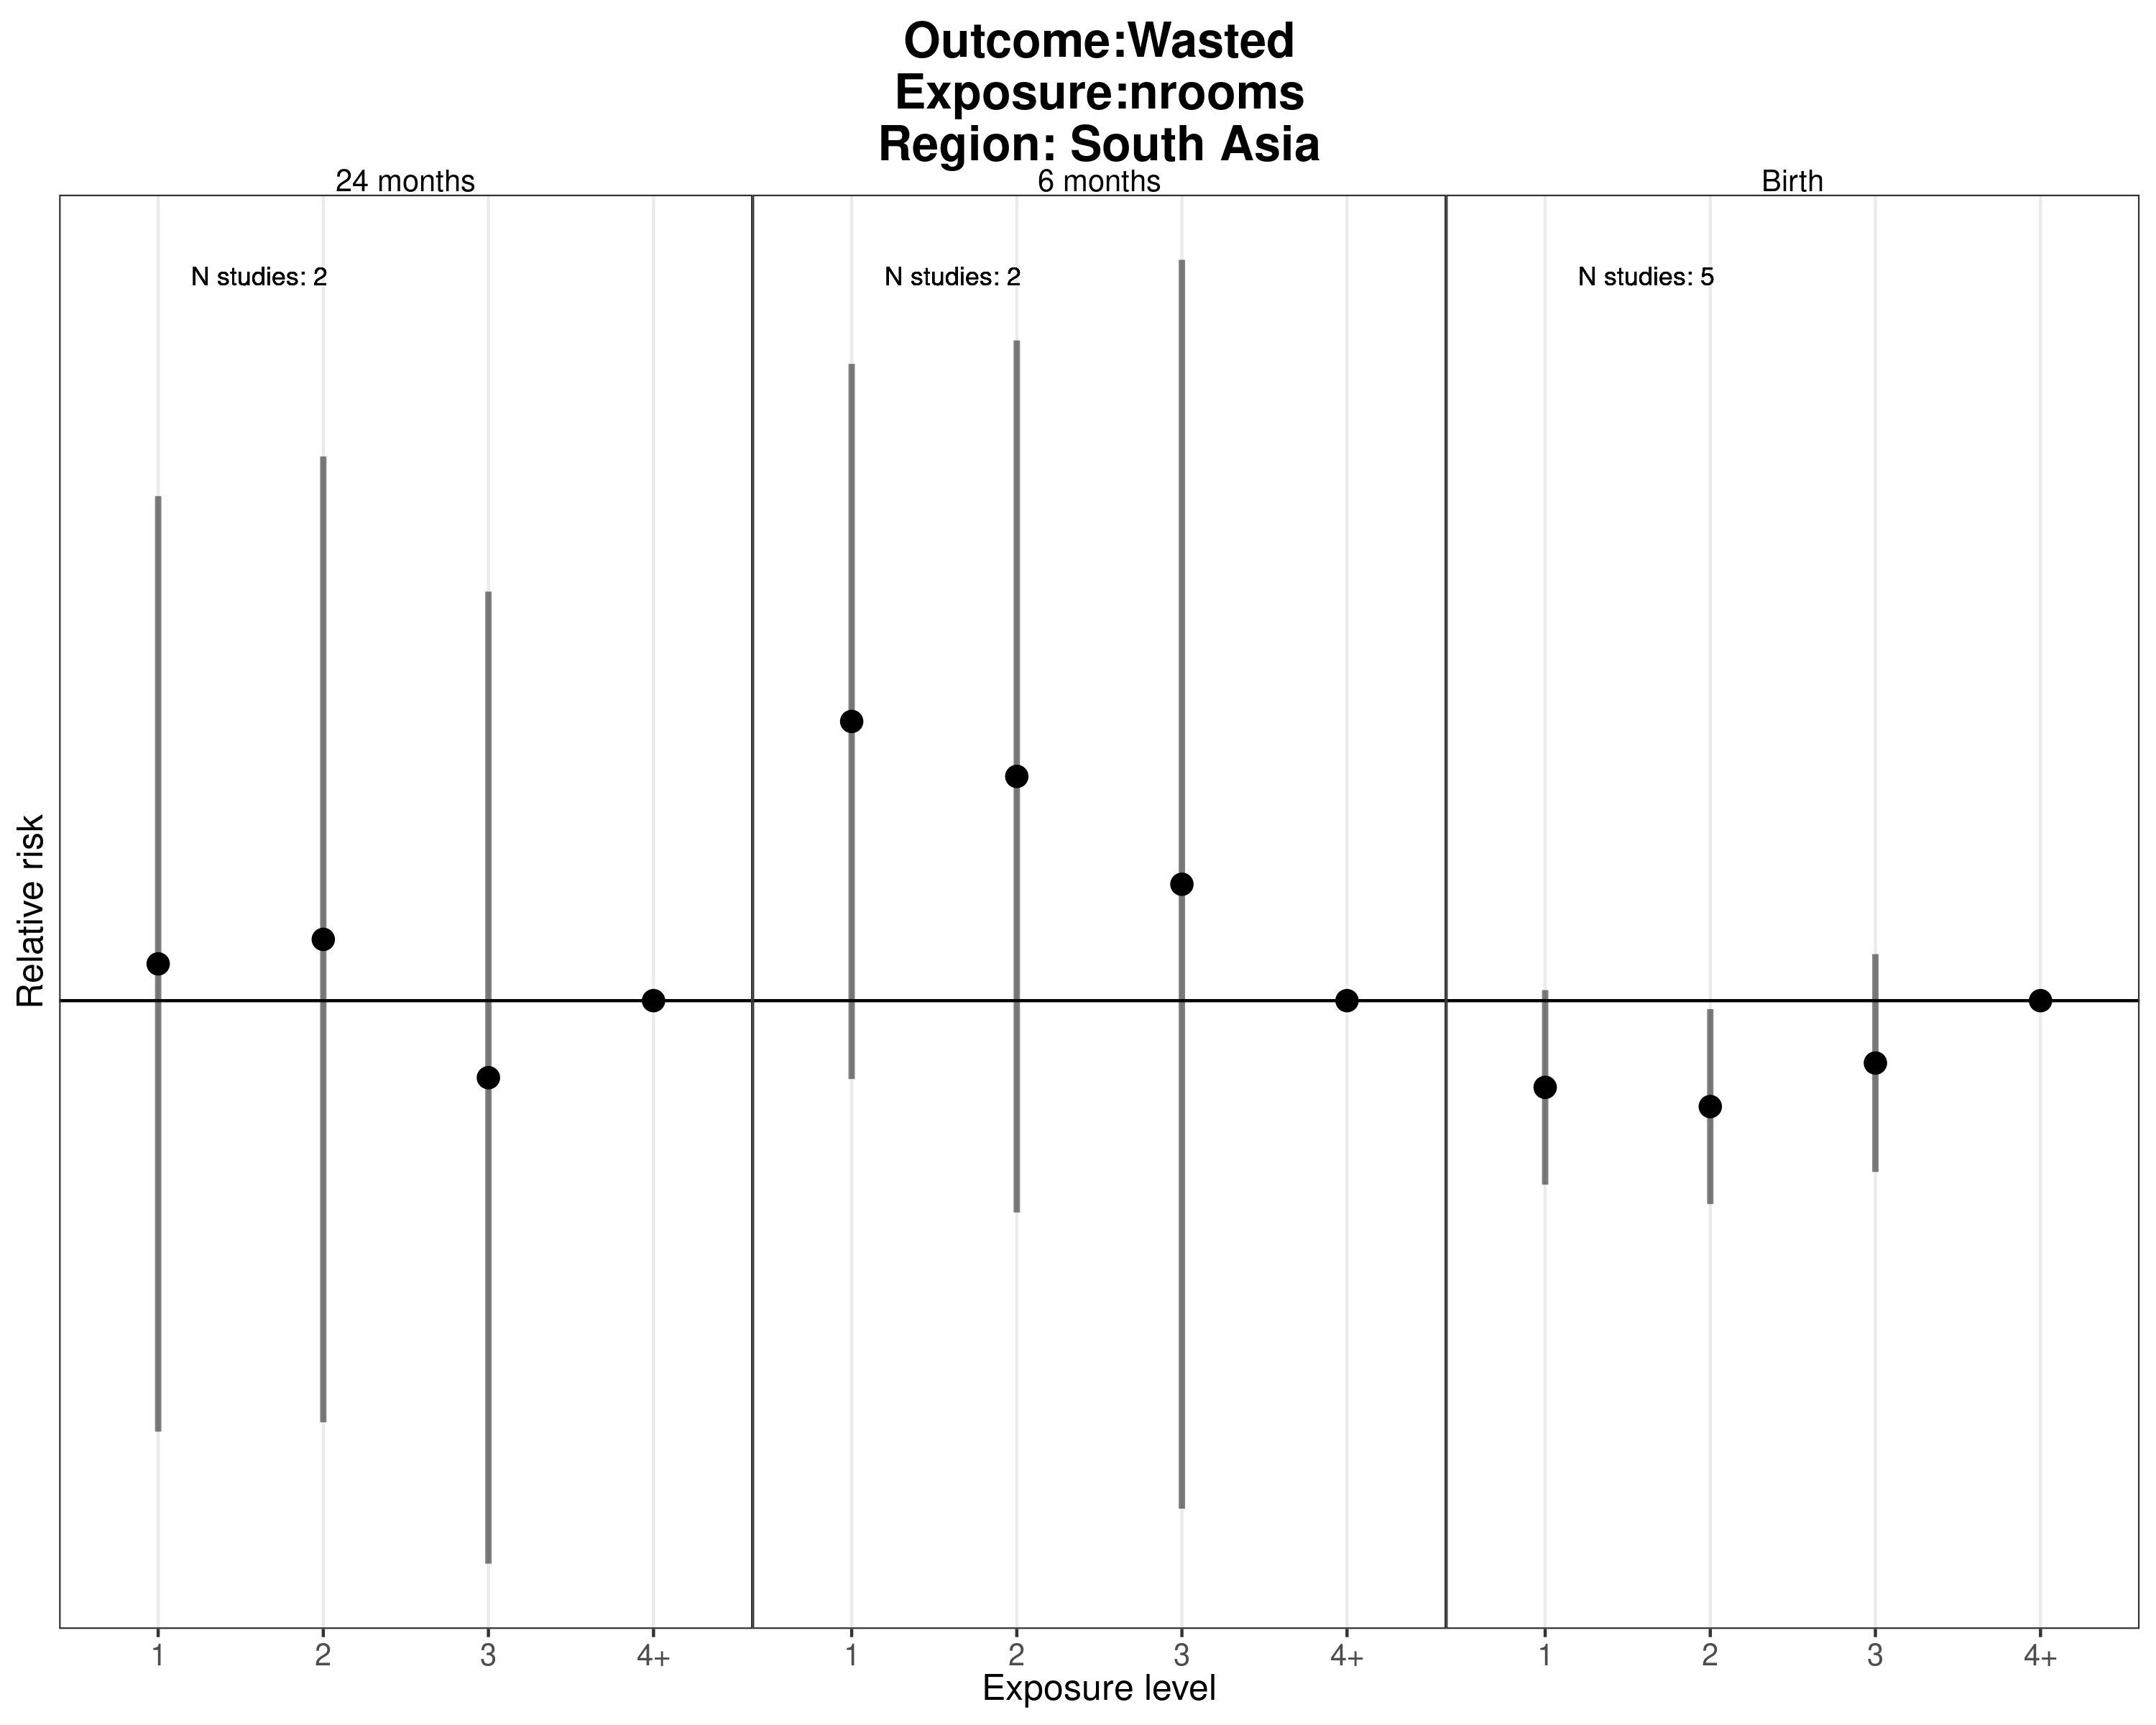 Outcome:Wasted
Exposure:nrooms
Region: South Asia
24 months
6 months
Birth
N studies: 2
N studies: 2
N studies: 5
Relative risk
1
2
3
4+
1
2
3
4+
1
2
3
4+
Exposure level